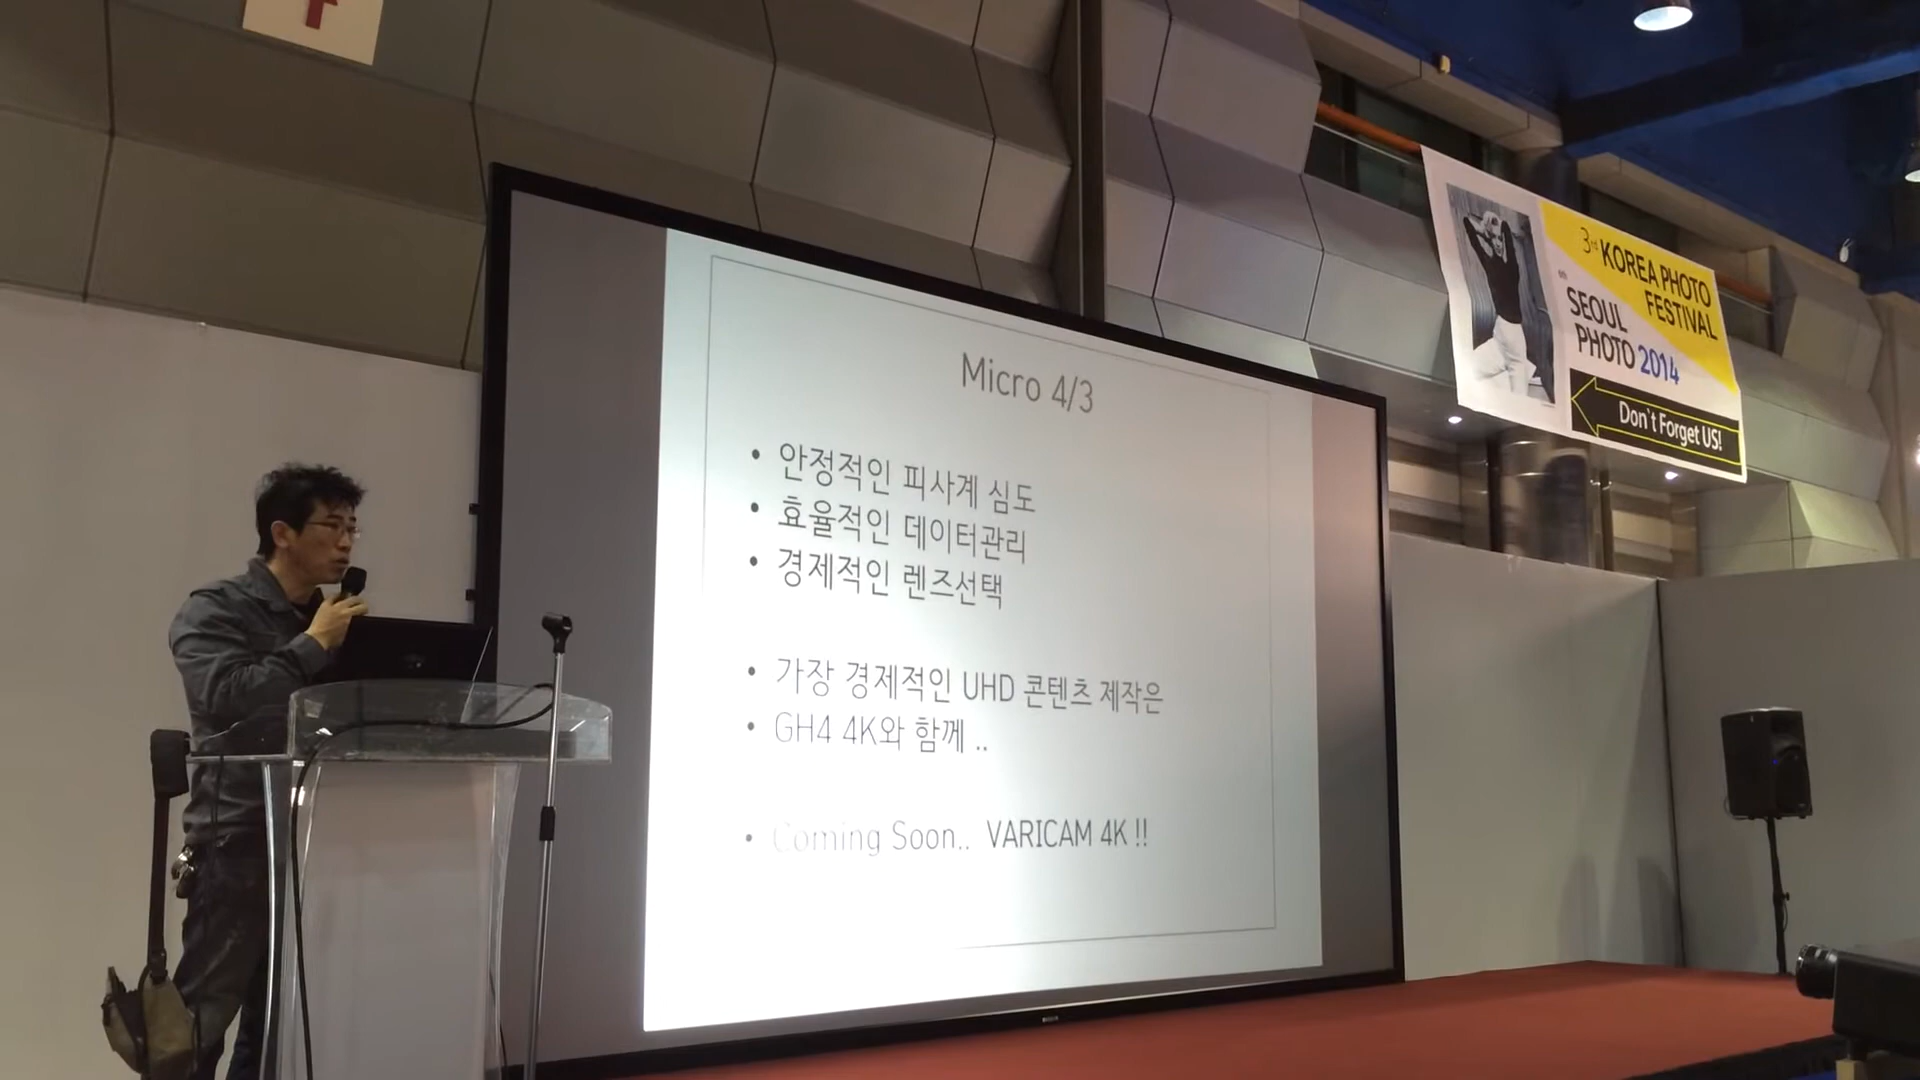 Micro 4/3
• 안정적인 피사계 심도
• 효율적인 데이터관리
• 경제적인 렌즈선택
• 가장 경제적인 UHD 콘텐츠 제작은
• GH4 4K와 함께 ..
• Coming Soon.. VARICAM 4K !!
3rd KOREA PHOTO
FESTIVAL
with
SEOUL
PHOTO 2014
Don't Forget US!